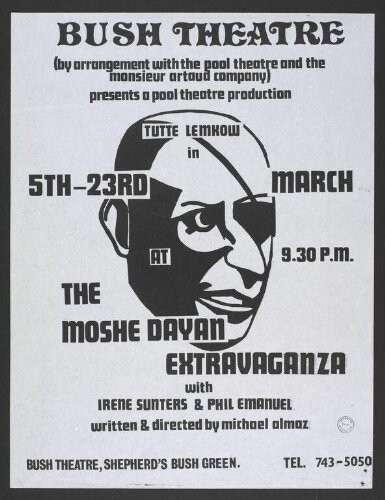 BUSH THEATRE
(by arrangement with the pool theatre and the
monsieur artaud company)
presents a pool theatre production
TUTTE LEMKOW
in
5TH–23RD MARCH
AT 9.30 P.M.
THE
MOSHE DAYAN
EXTRAVAGANZA
with
IRENE SUNTERS & PHIL EMANUEL
written & directed by michael almaz
BUSH THEATRE, SHEPHERD'S BUSH GREEN. TEL. 743-5050